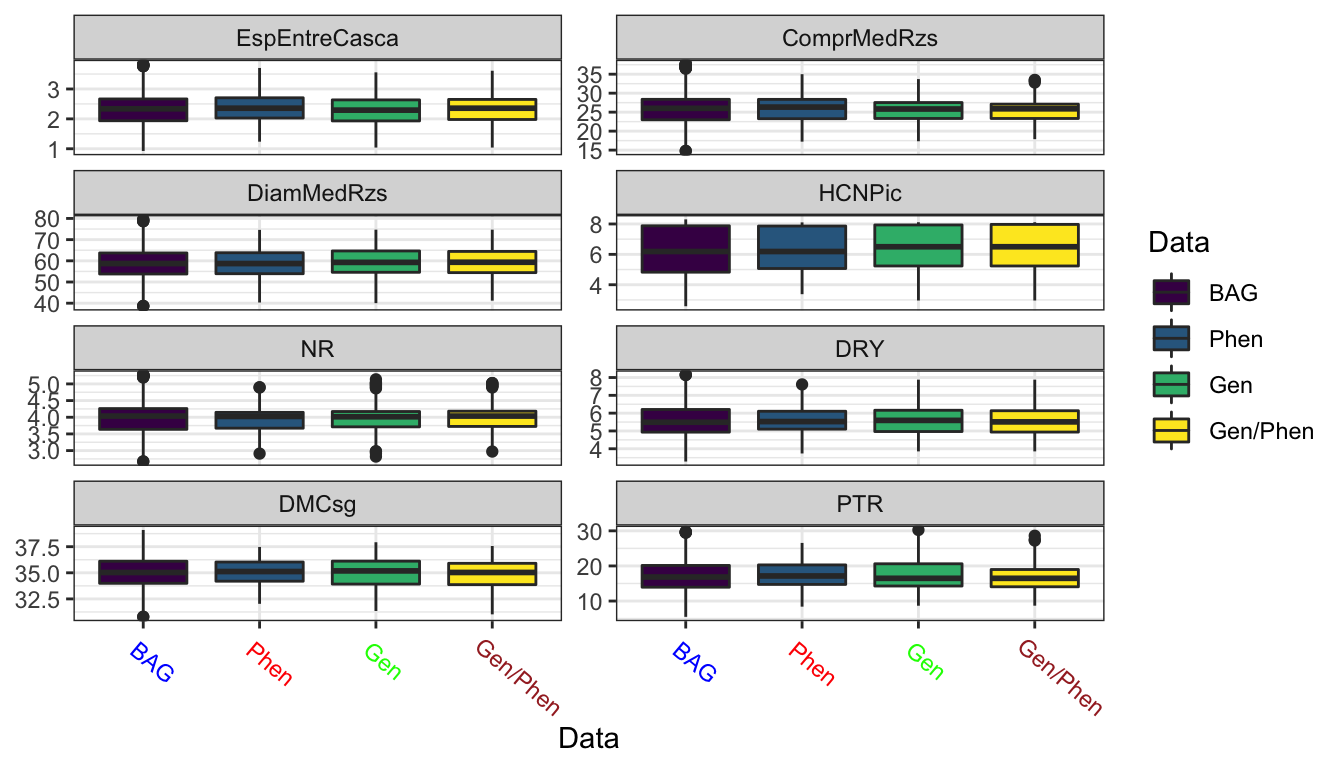 EspEntreCasca
3
2
1
ComprMedRzs
35
30
25
20
15
DiamMedRzs
80
70
60
50
40
HCNPic
8
6
4
NR
5.0
4.5
4.0
3.5
3.0
DRY
8
7
6
5
4
DMCsg
37.5
35.0
32.5
PTR
30
20
10
BAG
Phen
Gen
Gen/Phen
BAG
Phen
Gen
Gen/Phen
Data
Data
BAG
Phen
Gen
Gen/Phen